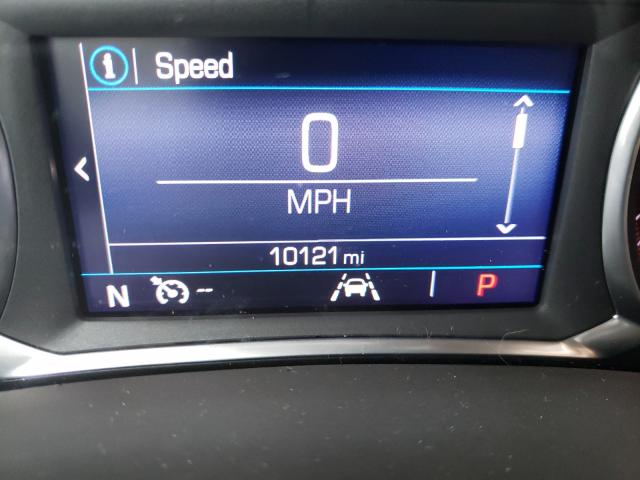 i Speed
0
MPH
10121 mi
N -- P